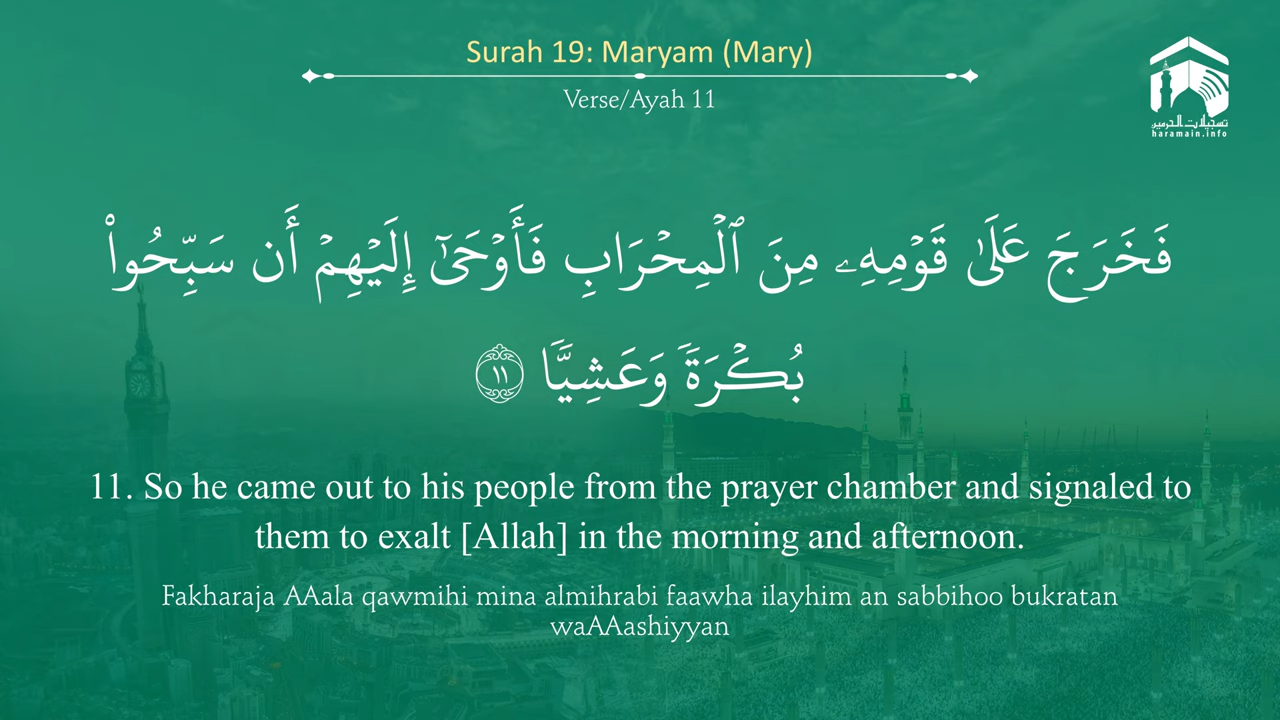 Surah 19: Maryam (Mary)
Verse/Ayah 11
تسجيلات الحرمين
haramain.info
فَخَرَجَ عَلَىٰ قَوْمِهِۦ مِنَ ٱلْمِحْرَابِ فَأَوْحَىٰٓ إِلَيْهِمْ أَن سَبِّحُوا۟
بُكْرَةً وَعَشِيًّا ١١
11. So he came out to his people from the prayer chamber and signaled to
them to exalt [Allah] in the morning and afternoon.
Fakharaja AAala qawmihi mina almihrabi faawha ilayhim an sabbihoo bukratan
waAAashiyyan